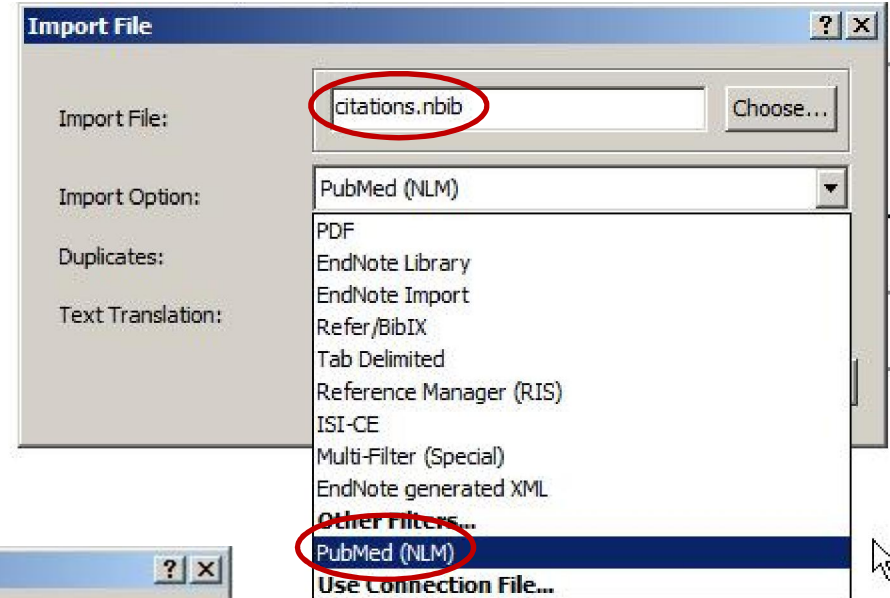 Import File
Import File:
citations.nbib
Choose...
Import Option:
PubMed (NLM)
Duplicates:
Text Translation:
PDF
EndNote Library
EndNote Import
Refer/BibIX
Tab Delimited
Reference Manager (RIS)
ISI-CE
Multi-Filter (Special)
EndNote generated XML
Other Filters...
PubMed (NLM)
Use Connection File...